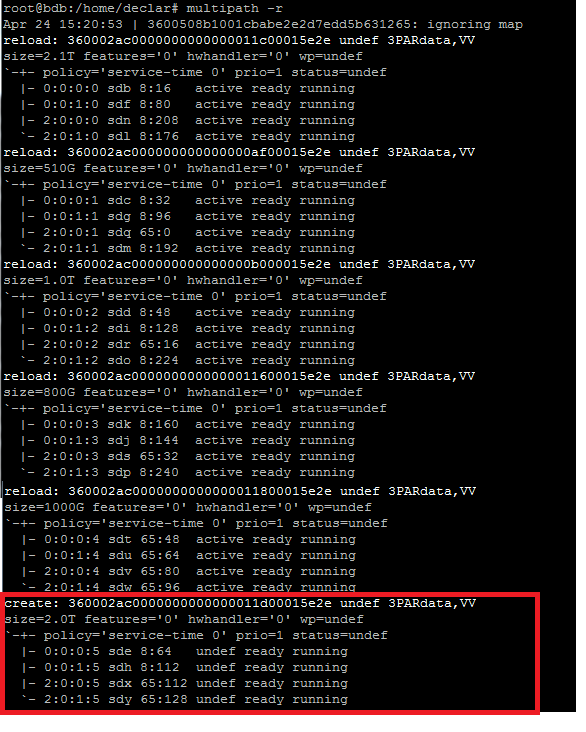 root@bdb:/home/declar# multipath -r
Apr 24 15:20:53 | 3600508b1001cbabe2e2d7edd5b631265: ignoring map
reload: 360002ac0000000000000011c00015e2e undef 3PARdata,VV
size=2.1T features='0' hwhandler='0' wp=undef
`-+- policy='service-time 0' prio=1 status=undef
  |- 0:0:0:0 sdb 8:16   active ready running
  |- 0:0:1:0 sdf 8:80   active ready running
  |- 2:0:0:0 sdn 8:208  active ready running
  `- 2:0:1:0 sdl 8:176  active ready running
reload: 360002ac000000000000000af00015e2e undef 3PARdata,VV
size=510G features='0' hwhandler='0' wp=undef
`-+- policy='service-time 0' prio=1 status=undef
  |- 0:0:0:1 sdc 8:32   active ready running
  |- 0:0:1:1 sdg 8:96   active ready running
  |- 2:0:0:1 sdq 65:0   active ready running
  `- 2:0:1:1 sdm 8:192  active ready running
reload: 360002ac000000000000000b000015e2e undef 3PARdata,VV
size=1.0T features='0' hwhandler='0' wp=undef
`-+- policy='service-time 0' prio=1 status=undef
  |- 0:0:0:2 sdd 8:48   active ready running
  |- 0:0:1:2 sdi 8:128  active ready running
  |- 2:0:0:2 sdr 65:16  active ready running
  `- 2:0:1:2 sdo 8:224  active ready running
reload: 360002ac0000000000000011600015e2e undef 3PARdata,VV
size=800G features='0' hwhandler='0' wp=undef
`-+- policy='service-time 0' prio=1 status=undef
  |- 0:0:0:3 sdk 8:160  active ready running
  |- 0:0:1:3 sdj 8:144  active ready running
  |- 2:0:0:3 sds 65:32  active ready running
  `- 2:0:1:3 sdp 8:240  active ready running
reload: 360002ac0000000000000011800015e2e undef 3PARdata,VV
size=1000G features='0' hwhandler='0' wp=undef
`-+- policy='service-time 0' prio=1 status=undef
  |- 0:0:0:4 sdt 65:48  active ready running
  |- 0:0:1:4 sdu 65:64  active ready running
  |- 2:0:0:4 sdv 65:80  active ready running
  `- 2:0:1:4 sdw 65:96  active ready running
create: 360002ac0000000000000011d00015e2e undef 3PARdata,VV
size=2.0T features='0' hwhandler='0' wp=undef
`-+- policy='service-time 0' prio=1 status=undef
  |- 0:0:0:5 sde 8:64   undef ready running
  |- 0:0:1:5 sdh 8:112  undef ready running
  |- 2:0:0:5 sdx 65:112 undef ready running
  `- 2:0:1:5 sdy 65:128 undef ready running